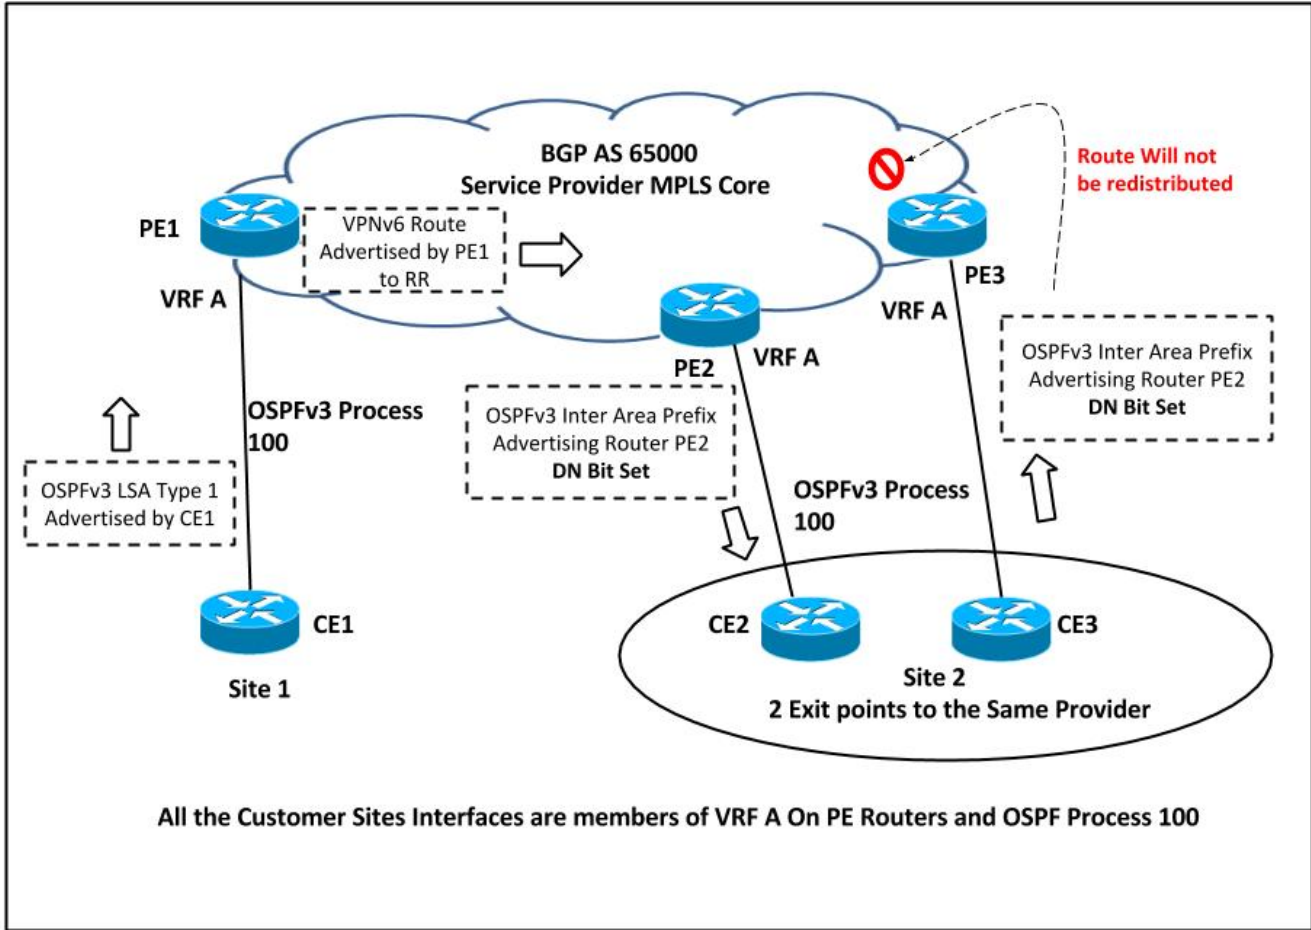 BGP AS 65000
Service Provider MPLS Core
Route Will not
be redistributed
PE1
VPNv6 Route
Advertised by PE1
to RR
VRF A
PE3
VRF A
PE2
VRF A
OSPFv3 Inter Area Prefix
Advertising Router PE2
DN Bit Set
OSPFv3 Inter Area Prefix
Advertising Router PE2
DN Bit Set
OSPFv3 Process
100
OSPFv3 LSA Type 1
Advertised by CE1
OSPFv3 Process
100
CE1
Site 1
CE2
CE3
Site 2
2 Exit points to the Same Provider
All the Customer Sites Interfaces are members of VRF A On PE Routers and OSPF Process 100